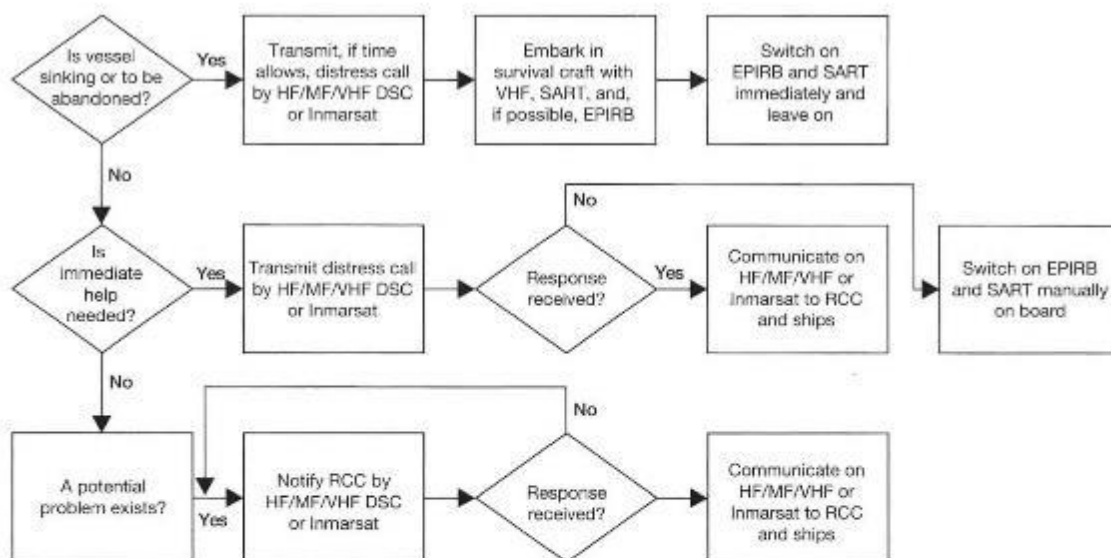 Is vessel
sinking or to be
abandoned?
Yes
Transmit, if time
allows, distress call
by HF/MF/VHF DSC
or Inmarsat
Embark in
survival craft with
VHF, SART, and,
if possible, EPIRB
Switch on
EPIRB and SART
immediately and
leave on
No
Is
immediate
help
needed?
Yes
Transmit distress call
by HF/MF/VHF DSC
or Inmarsat
Response
received?
No
Yes
Communicate on
HF/MF/VHF or
Inmarsat to RCC
and ships
Switch on EPIRB
and SART manually
on board
No
A potential
problem exists?
Yes
Notify RCC by
HF/MF/VHF DSC
or Inmarsat
Response
received?
No
Communicate on
HF/MF/VHF or
Inmarsat to RCC
and ships